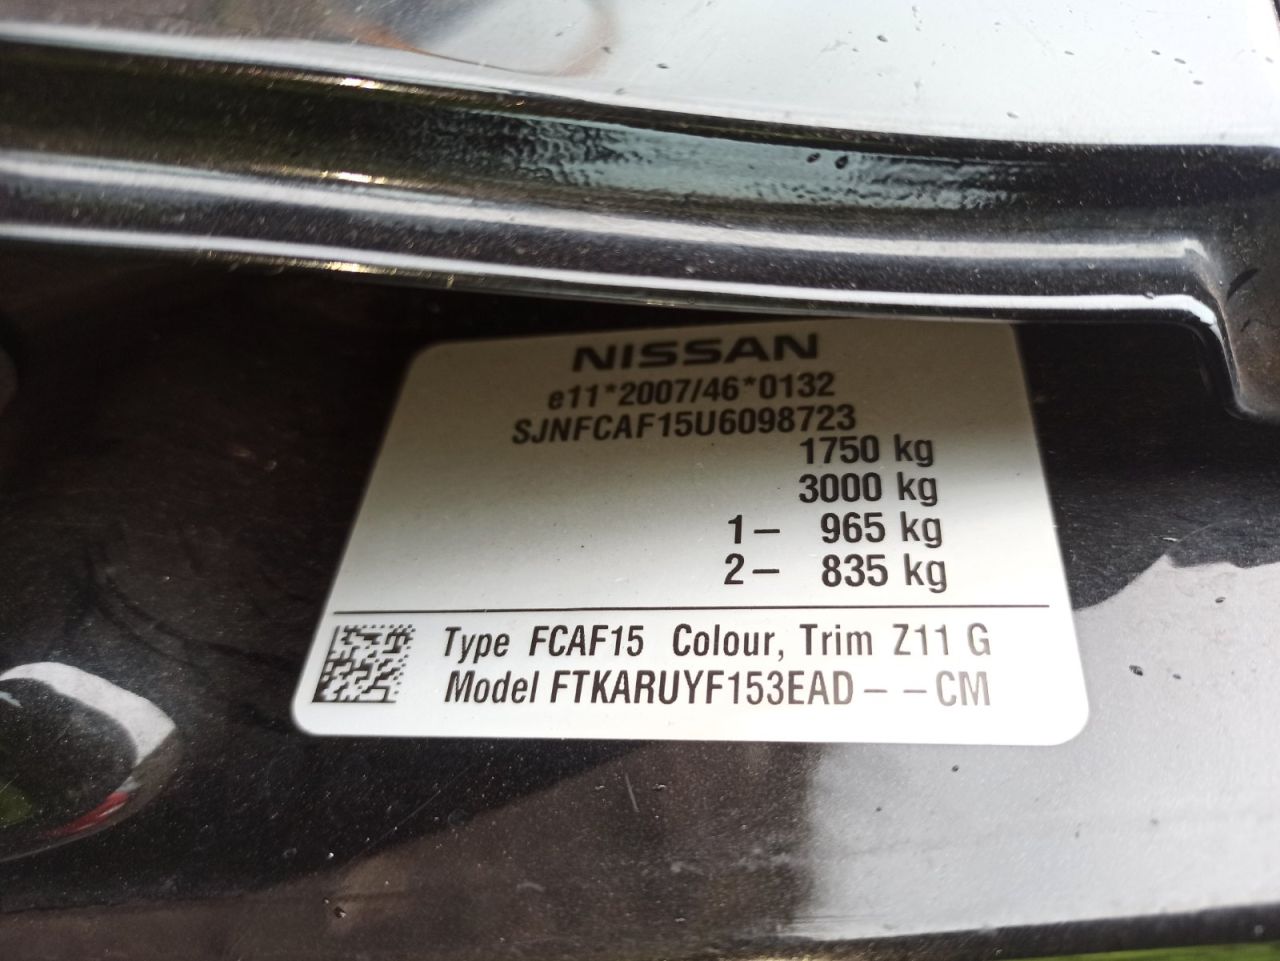 NISSAN
e11*2007/46*0132
SJNFCAF15U6098723
1750 kg
3000 kg
1– 965 kg
2– 835 kg
Type FCAF15 Colour, Trim Z11 G
Model FTKARUYF153EAD– –CM